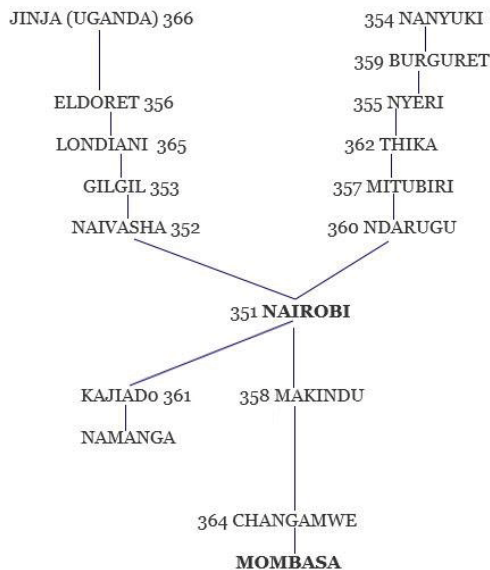 JINJA (UGANDA) 366
354 NANYUKI
359 BURGURET
ELDORET 356
355 NYERI
LONDIANI 365
362 THIKA
GILGIL 353
357 MITUBIRI
NAIVASHA 352
360 NDARUGU
351 NAIROBI
KAJIADO 361
358 MAKINDU
NAMANGA
364 CHANGAMWE
MOMBASA